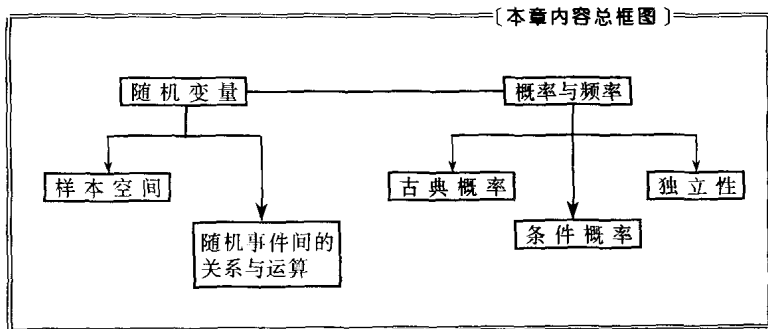 〔本章内容总框图〕
随机变量
概率与频率
样本空间
古典概率
独立性
随机事件间的
关系与运算
条件概率